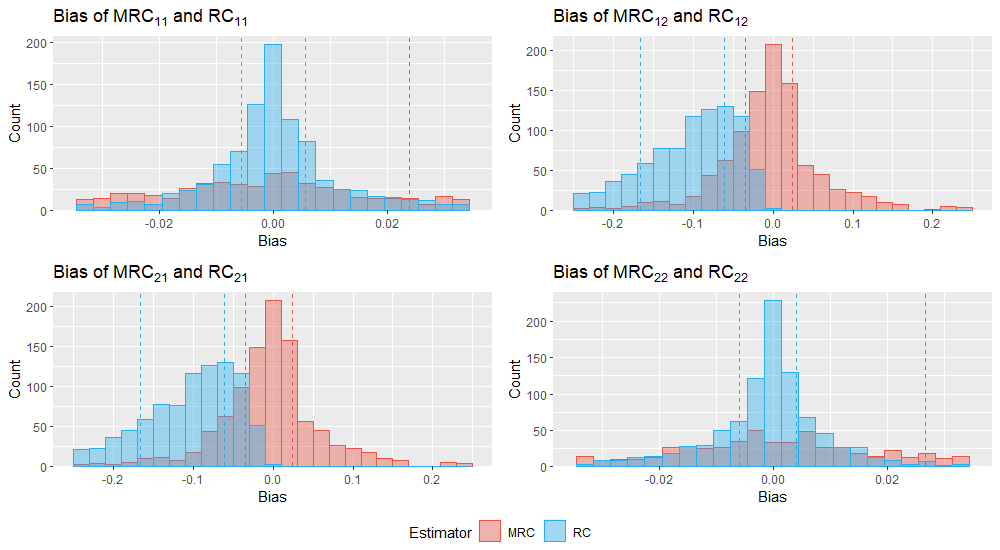 Bias of MRC₁₁ and RC₁₁
Count
200
150
100
50
0
-0.02
0.00
0.02
Bias
Bias of MRC₁₂ and RC₁₂
Count
200
150
100
50
0
-0.2
-0.1
0.0
0.1
0.2
Bias
Bias of MRC₂₁ and RC₂₁
Count
200
150
100
50
0
-0.2
-0.1
0.0
0.1
0.2
Bias
Bias of MRC₂₂ and RC₂₂
Count
200
150
100
50
0
-0.02
0.00
0.02
Bias
Estimator MRC RC